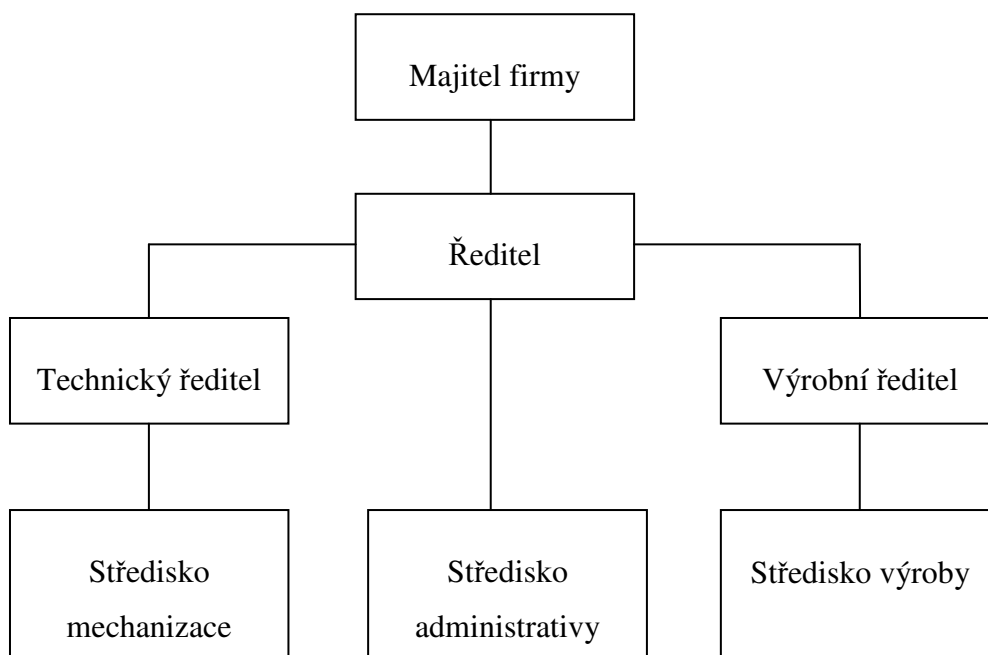 Majitel firmy
Ředitel
Technický ředitel
Výrobní ředitel
Středisko
mechanizace
Středisko
administrativy
Středisko výroby